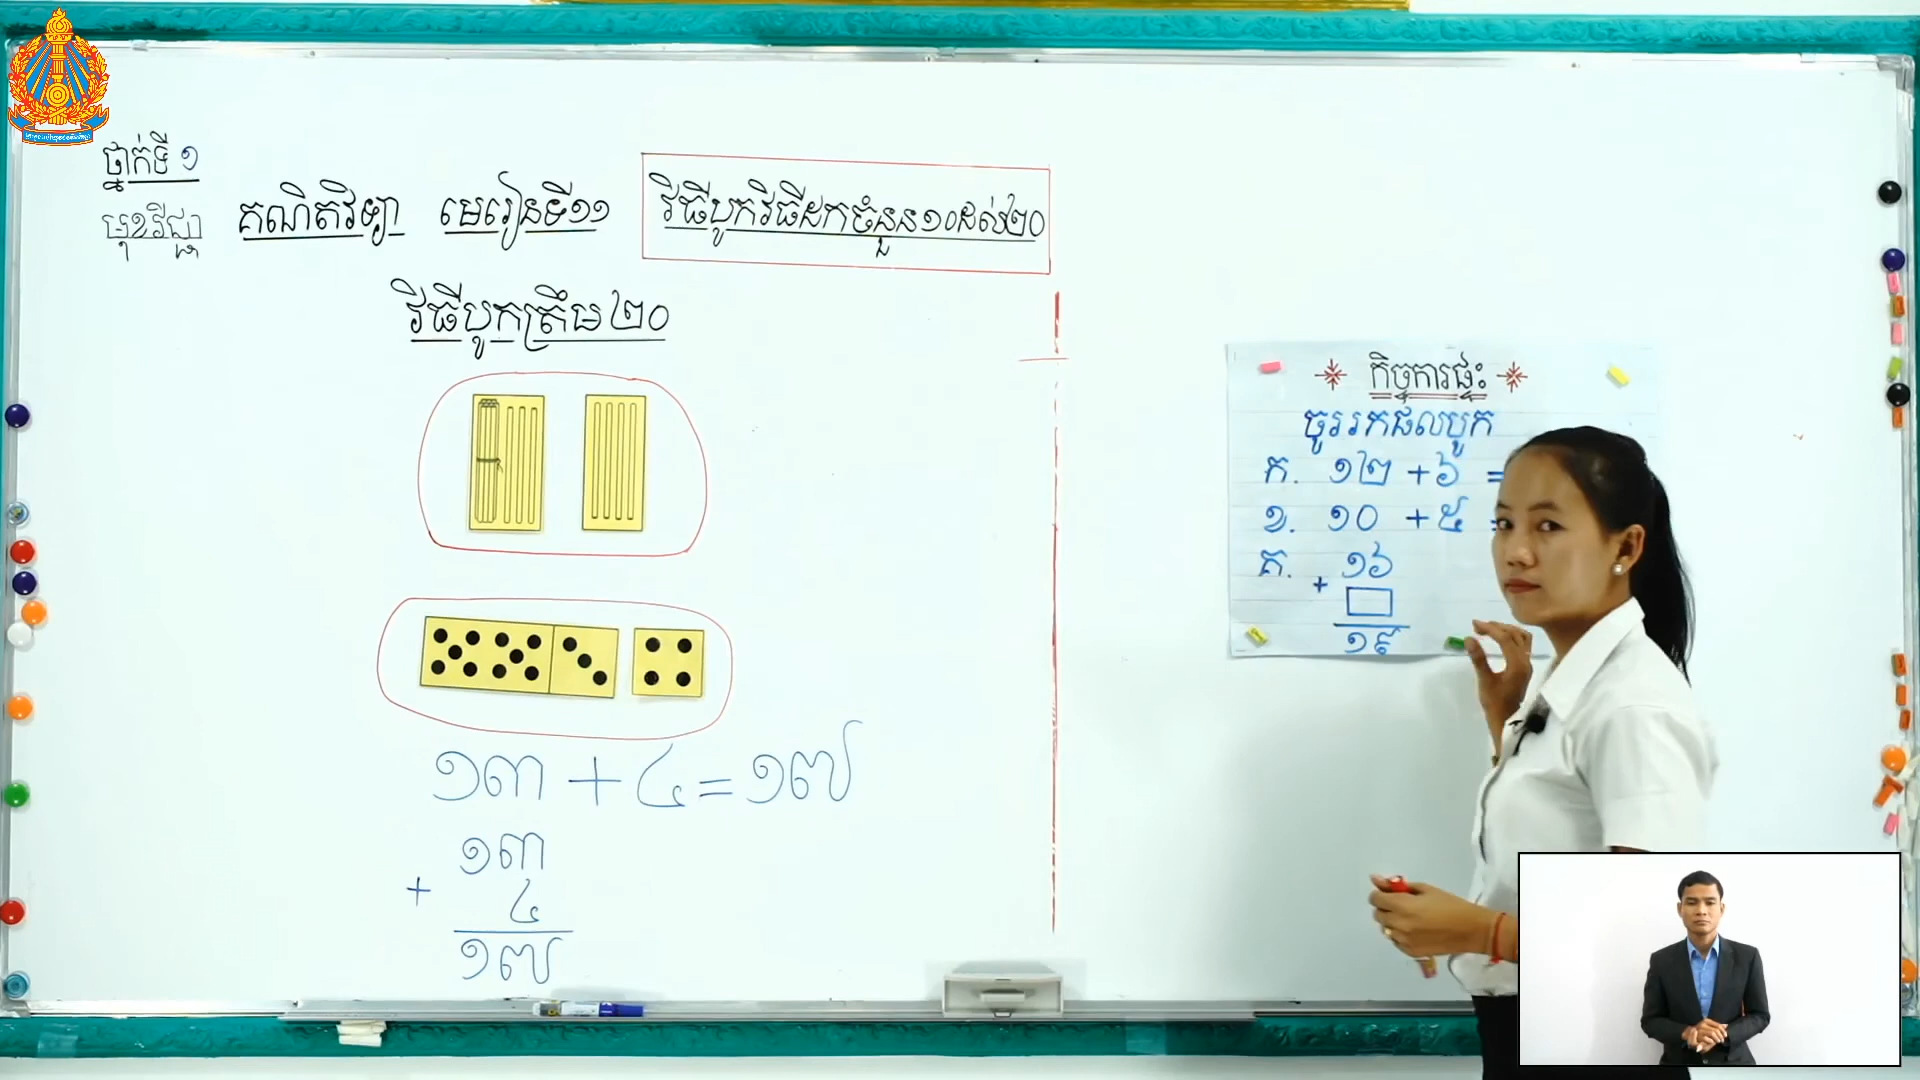 ថ្នាក់ទី ១
មុខវិជ្ជា គណិតវិទ្យា មេរៀនទី១១ វិធីបូកវិធីដកចំនួន១០ដល់២០
វិធីបូកត្រឹម ២០
១៣ + ៤ = ១៧
១៣
+ ៤
១៧
កិច្ចការផ្ទះ
ចូររកផលបូក
ក. ១២ + ៦ =
ខ. ១០ + ៥ =
គ. ១៦
+
១៩